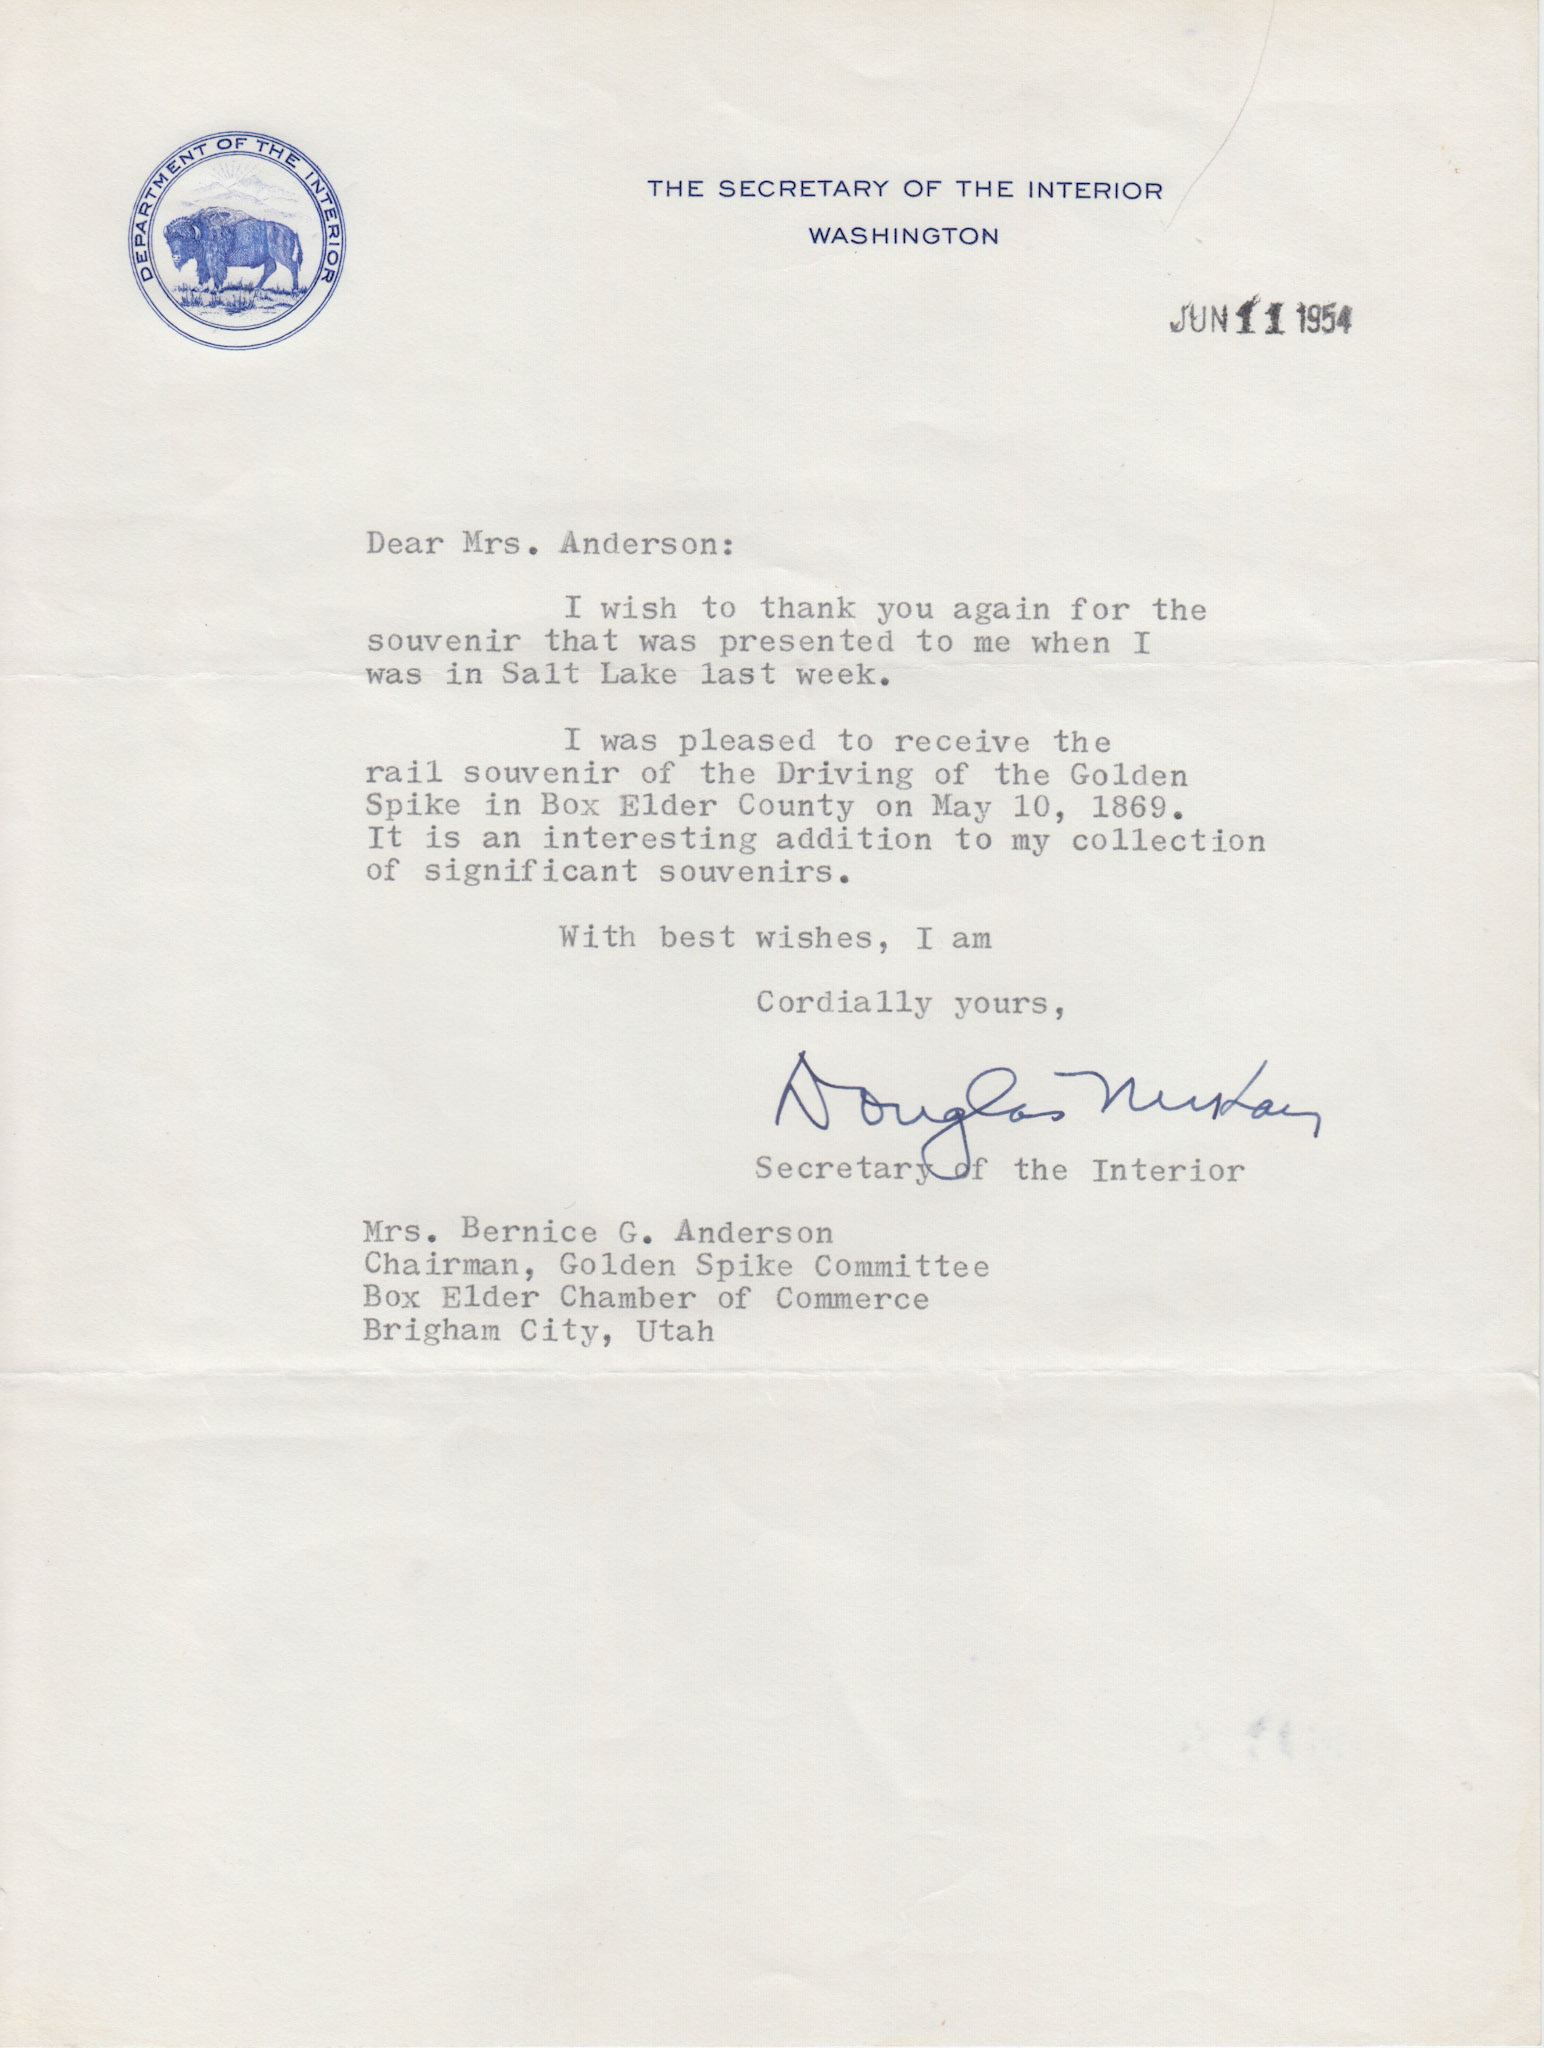 DEPARTMENT OF THE INTERIOR
THE SECRETARY OF THE INTERIOR
WASHINGTON
JUN 11 1954
Dear Mrs. Anderson:
I wish to thank you again for the
souvenir that was presented to me when I
was in Salt Lake last week.
I was pleased to receive the
rail souvenir of the Driving of the Golden
Spike in Box Elder County on May 10, 1869.
It is an interesting addition to my collection
of significant souvenirs.
With best wishes, I am
Cordially yours,
Douglas McKay
Secretary of the Interior
Mrs. Bernice G. Anderson
Chairman, Golden Spike Committee
Box Elder Chamber of Commerce
Brigham City, Utah